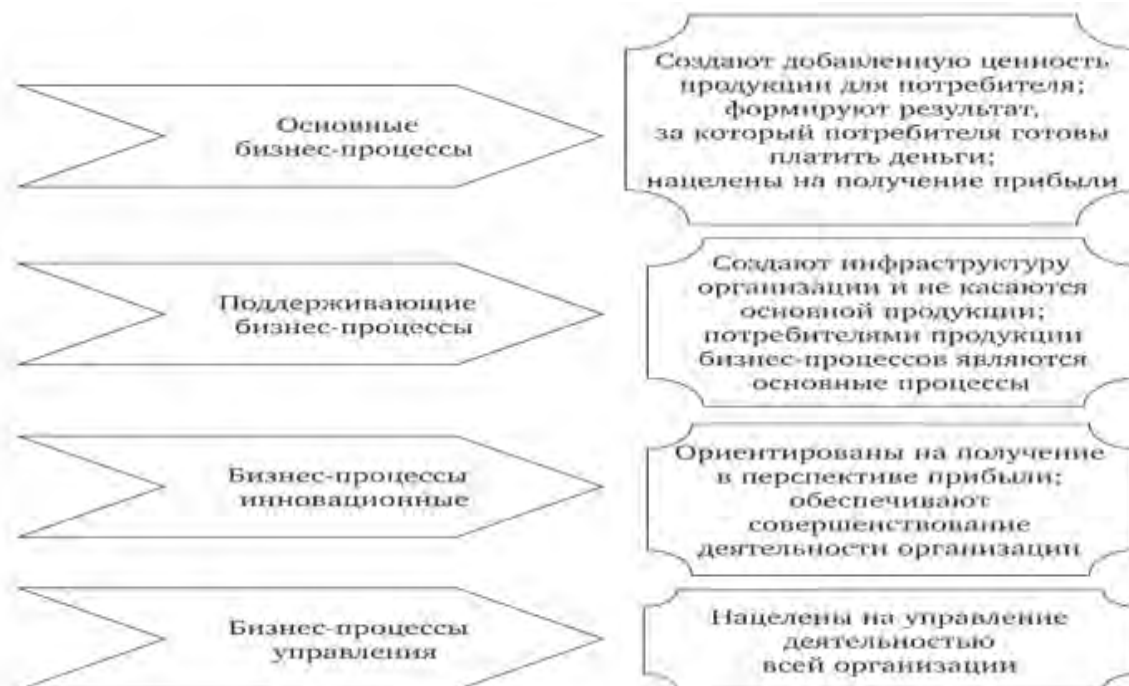 Основные
бизнес-процессы
Создают добавленную ценность
продукции для потребителя;
формируют результат,
за который потребителя готовы
платить деньги;
нацелены на получение прибыли
Поддерживающие
бизнес-процессы
Создают инфраструктуру
организации и не касаются
основной продукции;
потребителями продукции
бизнес-процессов являются
основные процессы
Бизнес-процессы
инновационные
Ориентированы на получение
в перспективе прибыли;
обеспечивают
совершенствование
деятельности организации
Бизнес-процессы
управления
Нацелены на управление
деятельностью
всей организации